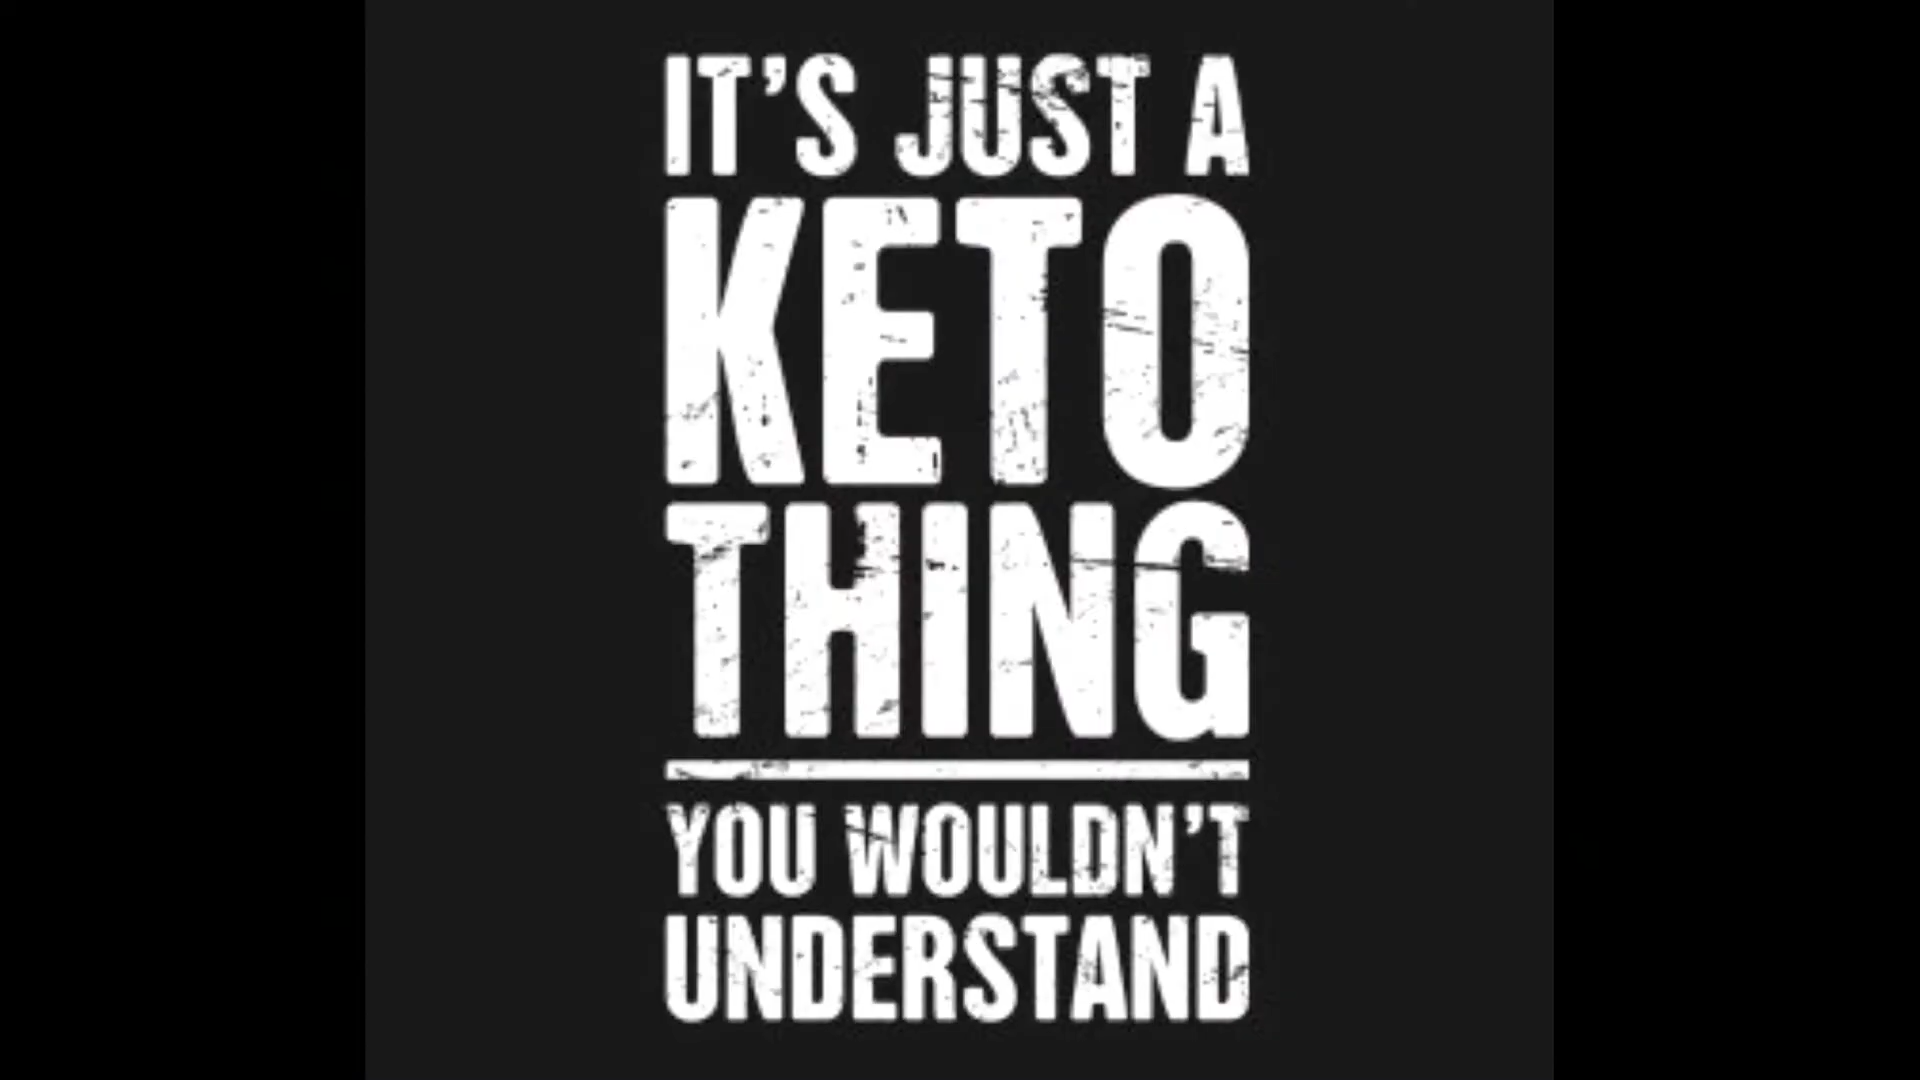 IT'S JUST A
KETO
THING
YOU WOULDN'T
UNDERSTAND